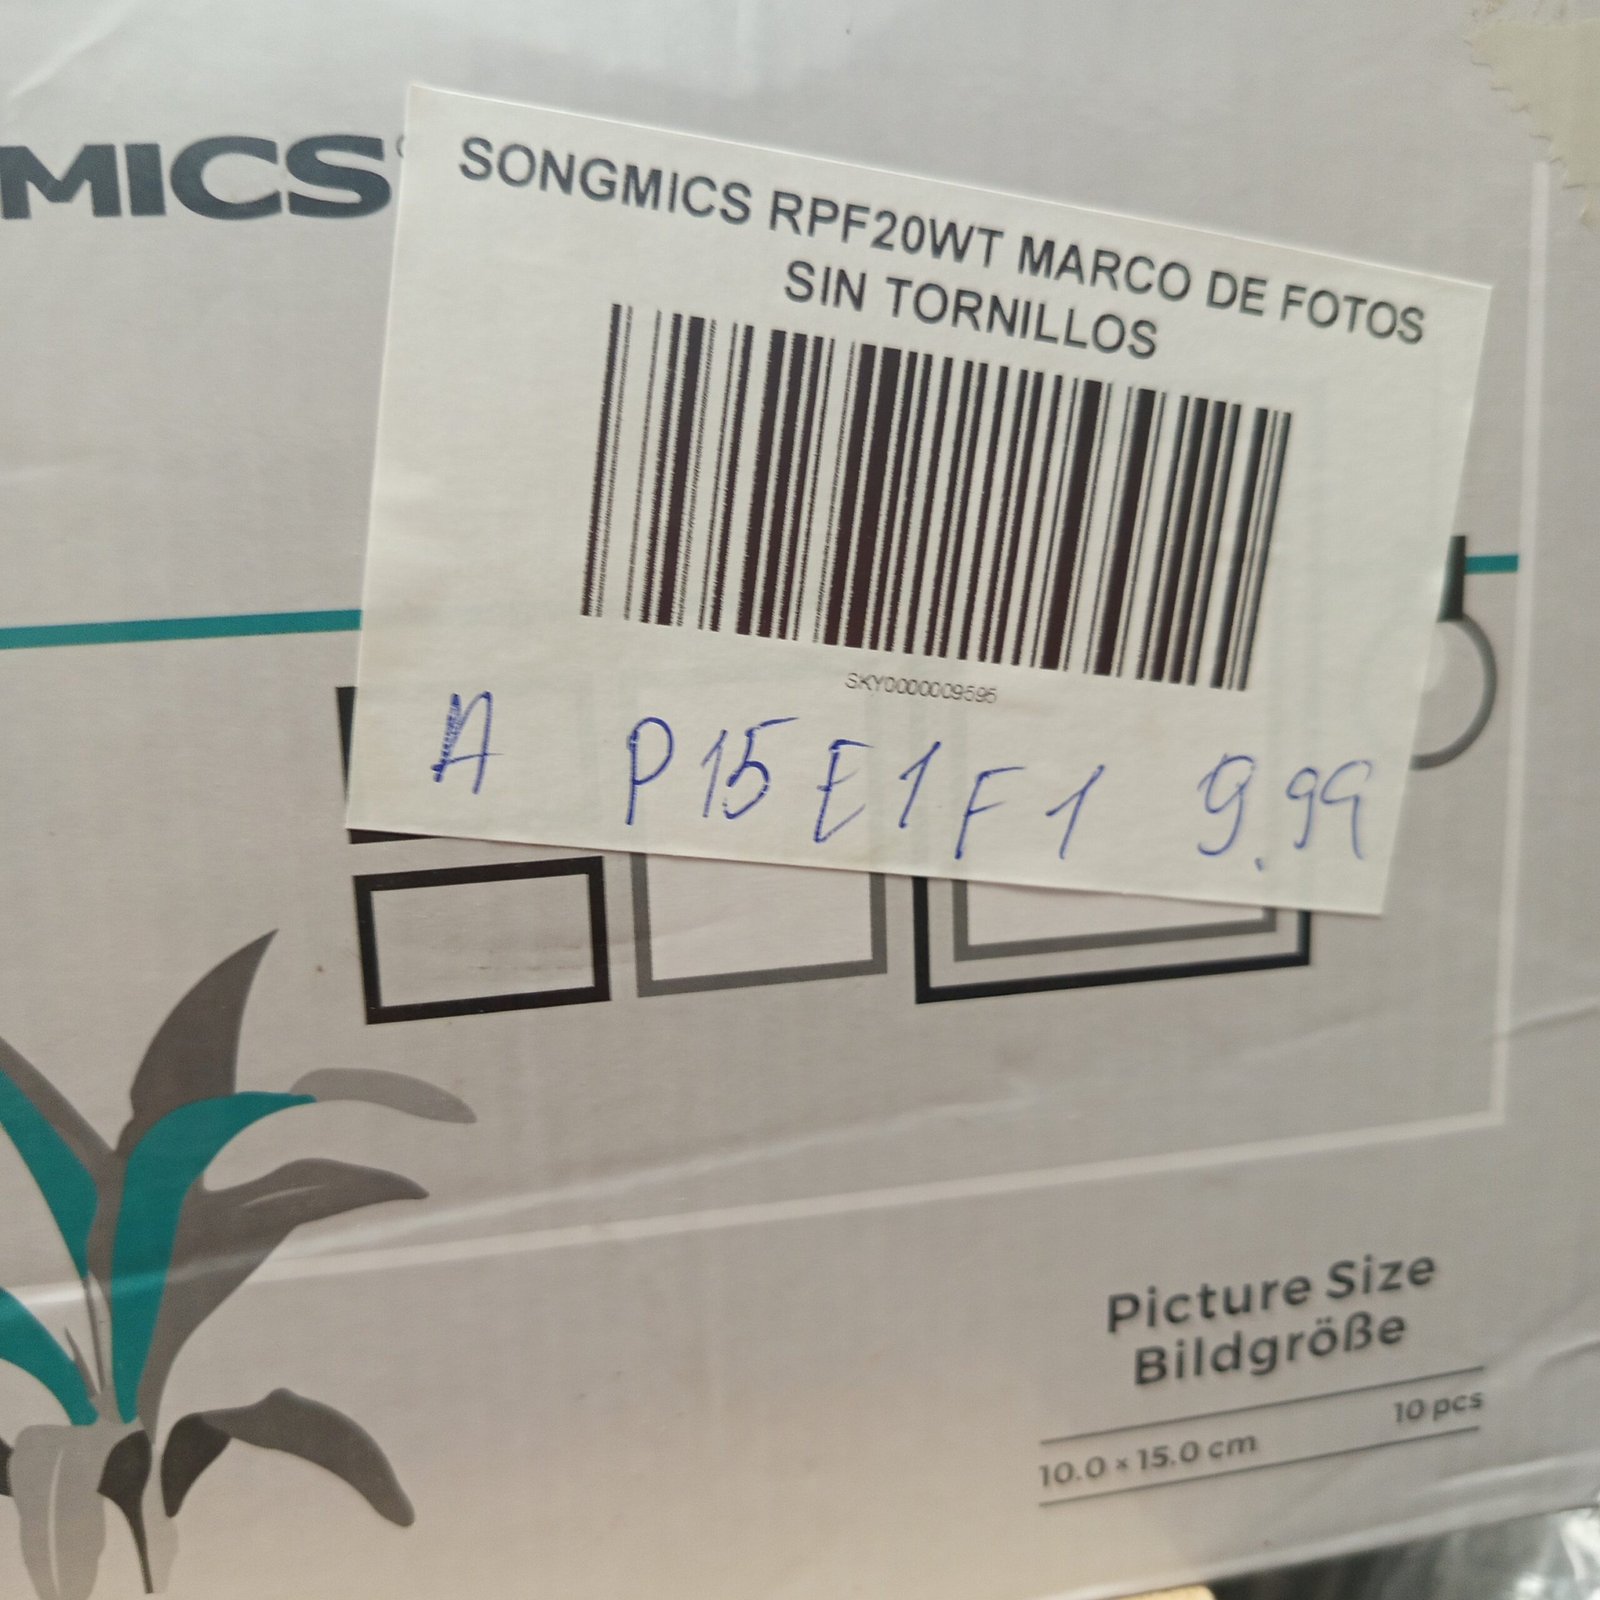 MICS
SONGMICS RPF20WT MARCO DE FOTOS
SIN TORNILLOS
SKY0000009595
A P15 E1 F1 9.99
Picture Size
Bildgröße
10.0 × 15.0 cm 10 pcs